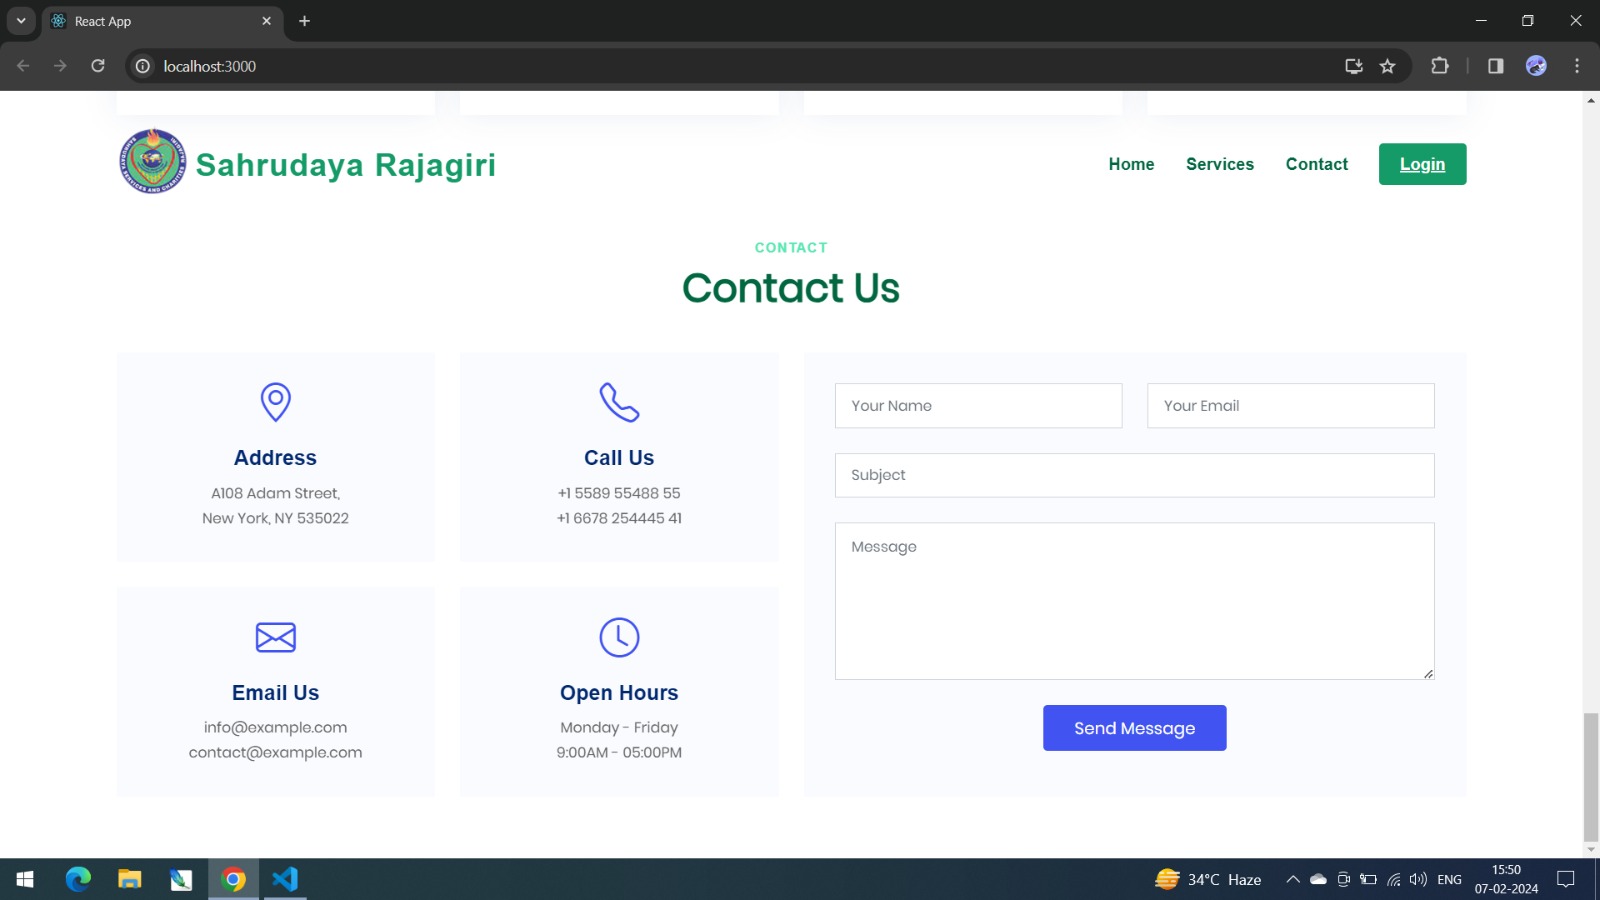 React App
localhost:3000
Sahrudaya Rajagiri
Home
Services
Contact
Login
CONTACT
Contact Us
Address
A108 Adam Street,
New York, NY 535022
Call Us
+1 5589 55488 55
+1 6678 254445 41
Email Us
info@example.com
contact@example.com
Open Hours
Monday - Friday
9:00AM - 05:00PM
Your Name
Your Email
Subject
Message
Send Message
34°C Haze
ENG
15:50
07-02-2024